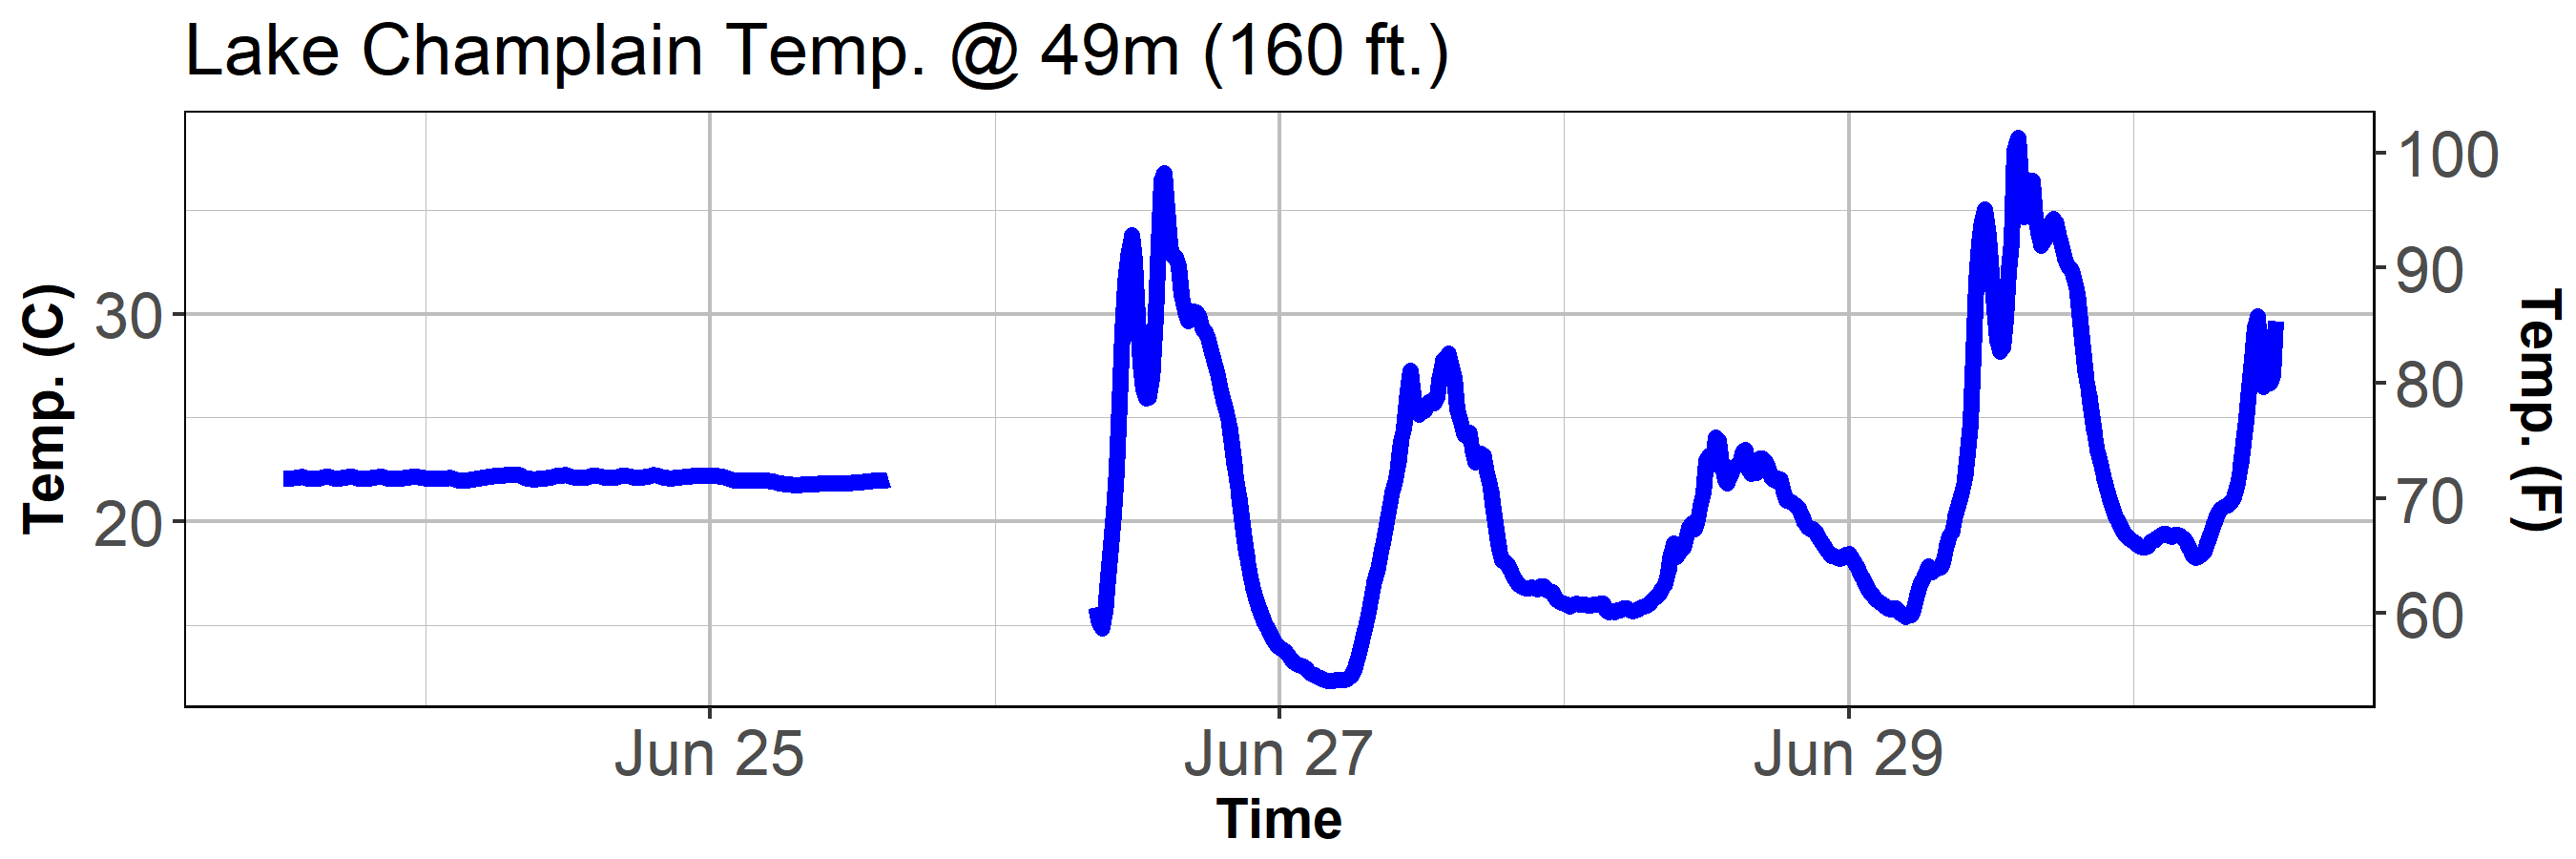 Lake Champlain Temp. @ 49m (160 ft.)
Temp. (C)
30
20
100
90
80
70
60
Temp. (F)
Jun 25
Jun 27
Jun 29
Time